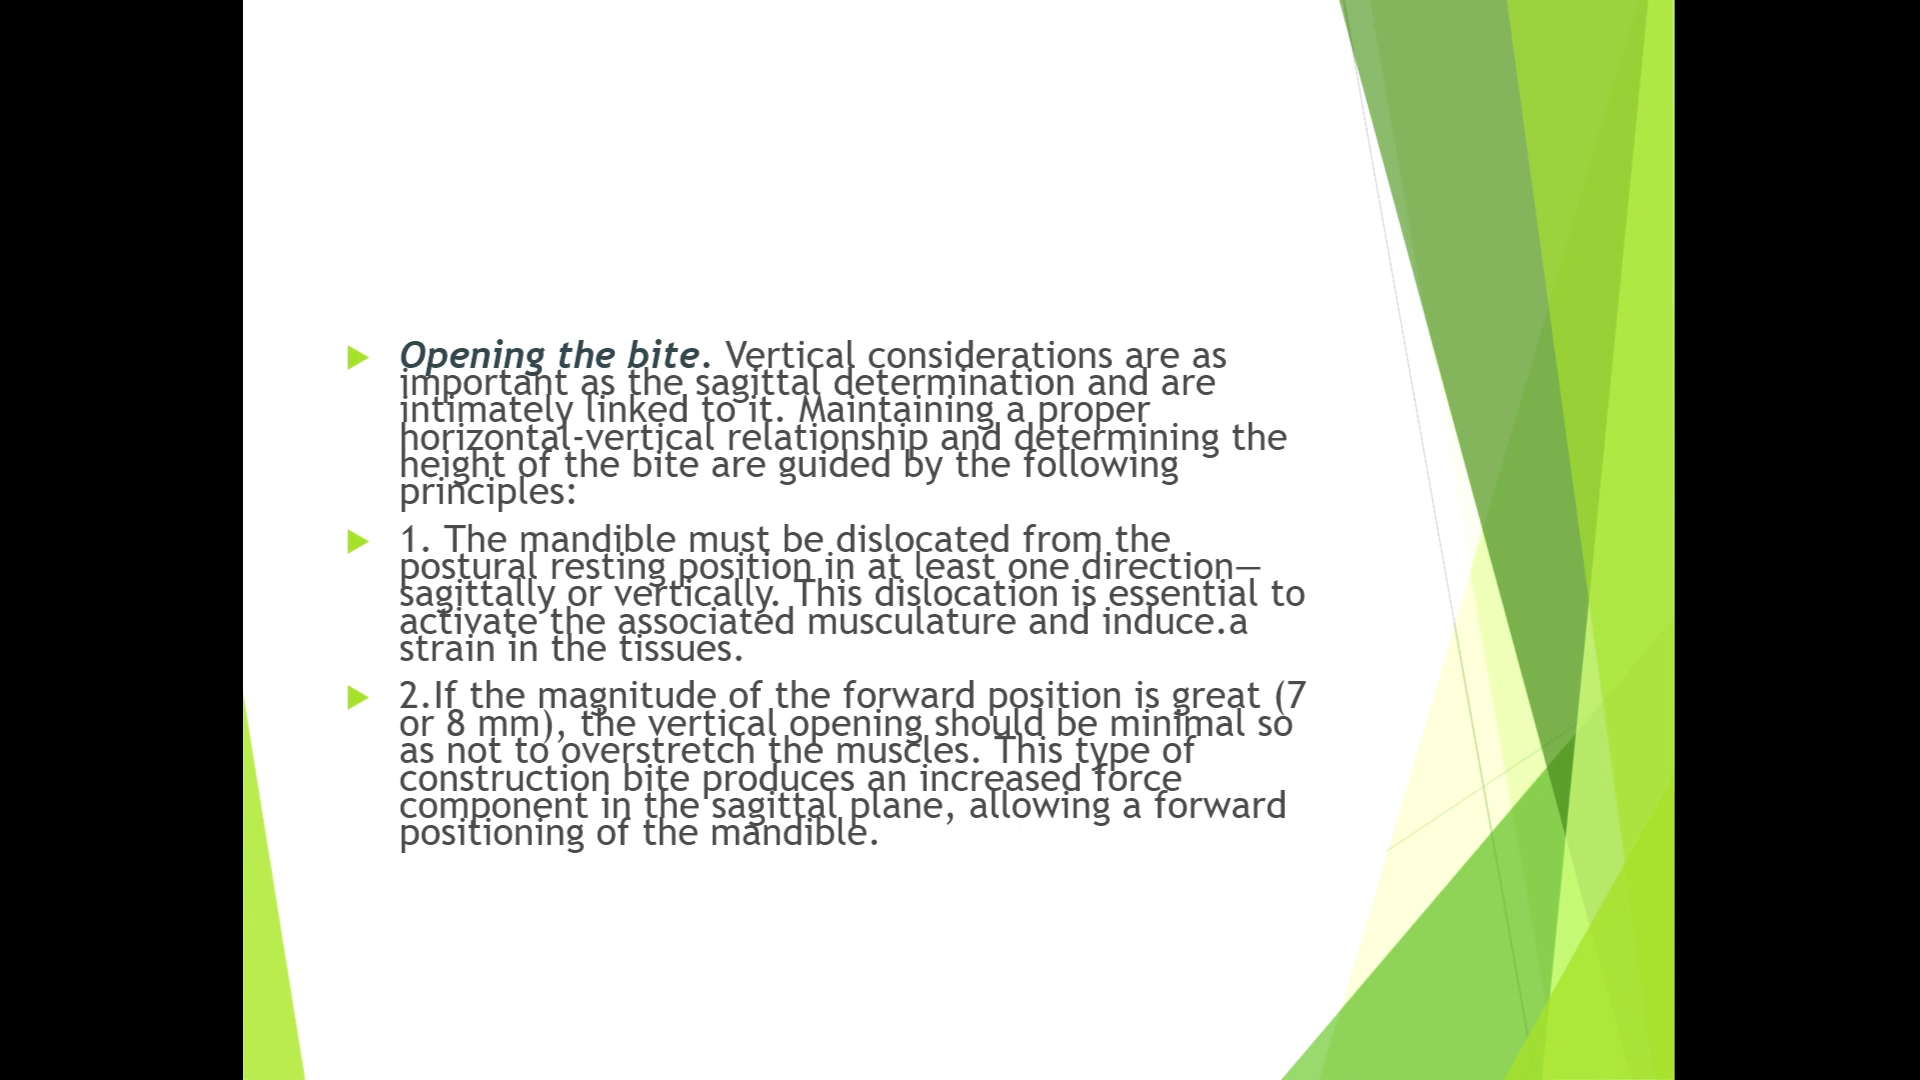 Opening the bite. Vertical considerations are as
important as the sagittal determination and are
intimately linked to it. Maintaining a proper
horizontal-vertical relationship and determining the
height of the bite are guided by the following
principles:
1. The mandible must be dislocated from the
postural resting position in at least one direction—
sagittally or vertically. This dislocation is essential to
activate the associated musculature and induce.a
strain in the tissues.
2.If the magnitude of the forward position is great (7
or 8 mm), the vertical opening should be minimal so
as not to overstretch the muscles. This type of
construction bite produces an increased force
component in the sagittal plane, allowing a forward
positioning of the mandible.